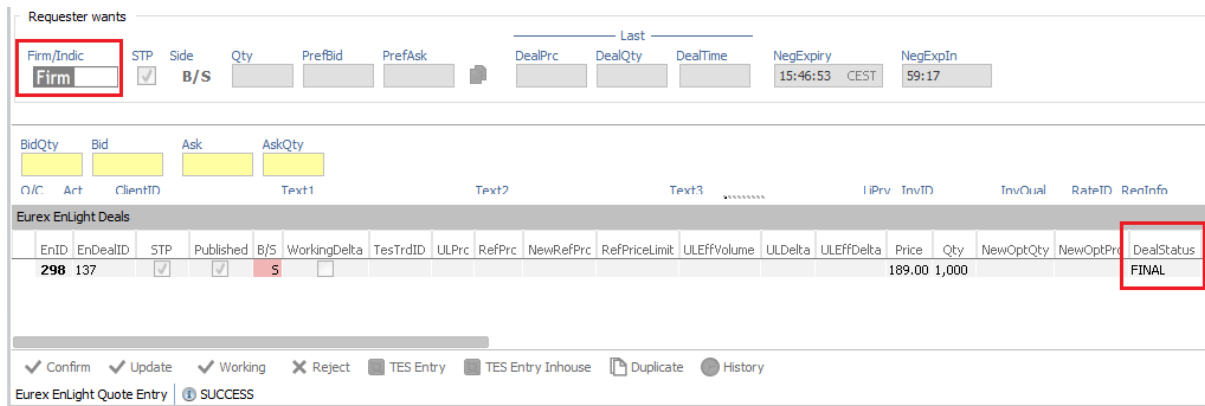 Requester wants
Last
Firm/Indic STP Side Qty PrefBid PrefAsk DealPrc DealQty DealTime NegExpiry NegExpIn
Firm B/S 15:46:53 CEST 59:17
BidQty Bid Ask AskQty
O/C Act ClientID Text1 Text2 Text3 LiPrv InvID InvQual RateID RegInfo
Eurex EnLight Deals
EnID EnDealID STP Published B/S WorkingDelta TesTrdID ULPrc RefPrc NewRefPrc RefPriceLimit ULEffVolume ULDelta ULEffDelta Price Qty NewOptQty NewOptPrc DealStatus
298 137 S 189.00 1,000 FINAL
Confirm Update Working Reject TES Entry TES Entry Inhouse Duplicate History
Eurex EnLight Quote Entry SUCCESS